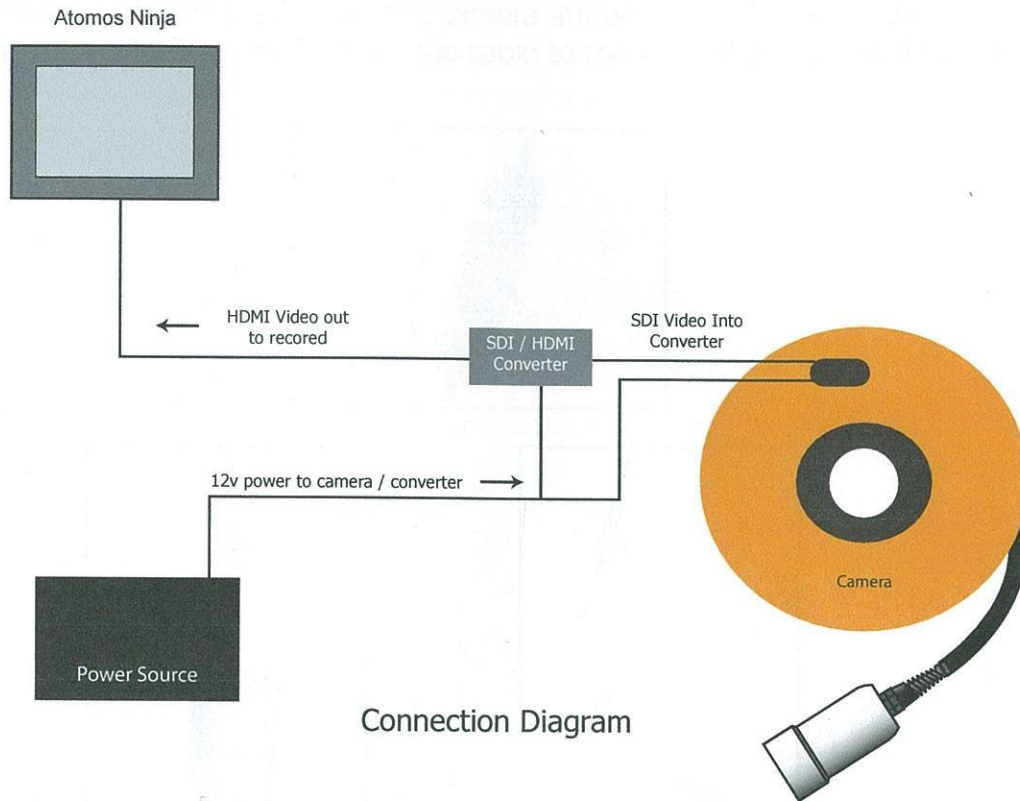 Atomos Ninja
HDMI Video out
to recored
SDI / HDMI
Converter
SDI Video Into
Converter
12v power to camera / converter
Camera
Power Source
Connection Diagram